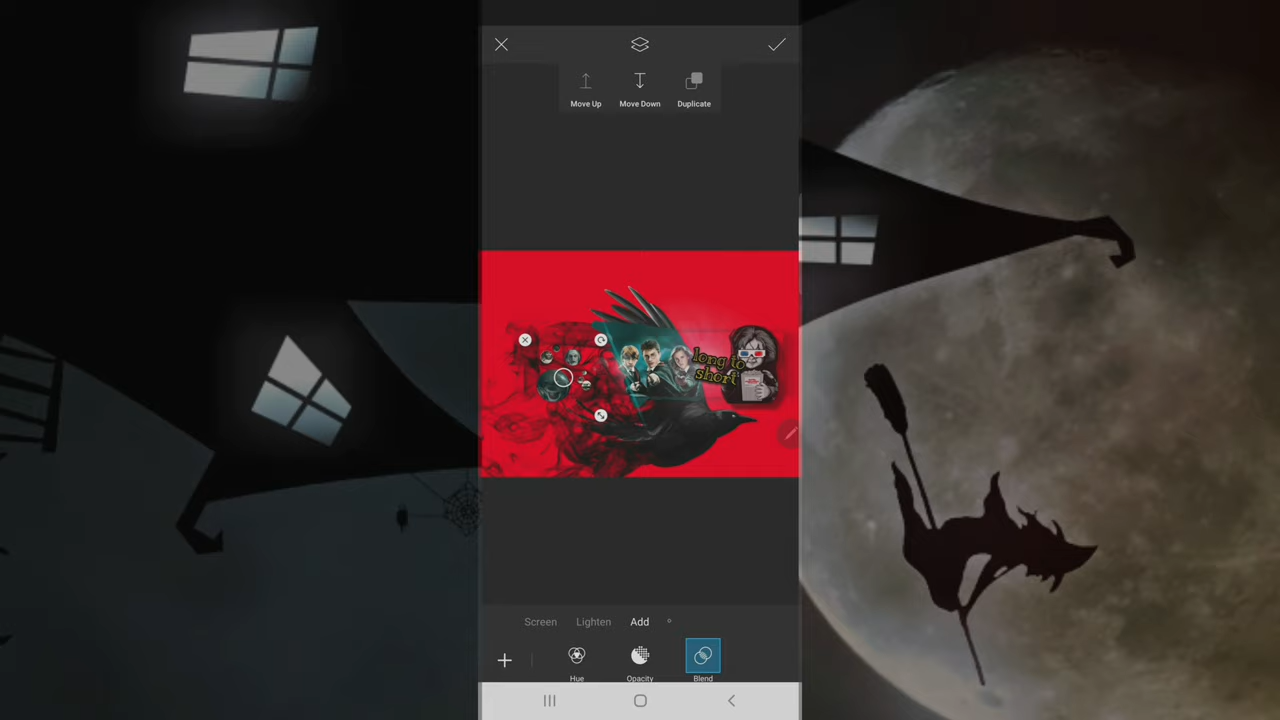 Move Up
Move Down
Duplicate
long to
short
Screen
Lighten
Add
Hue
Opacity
Blend